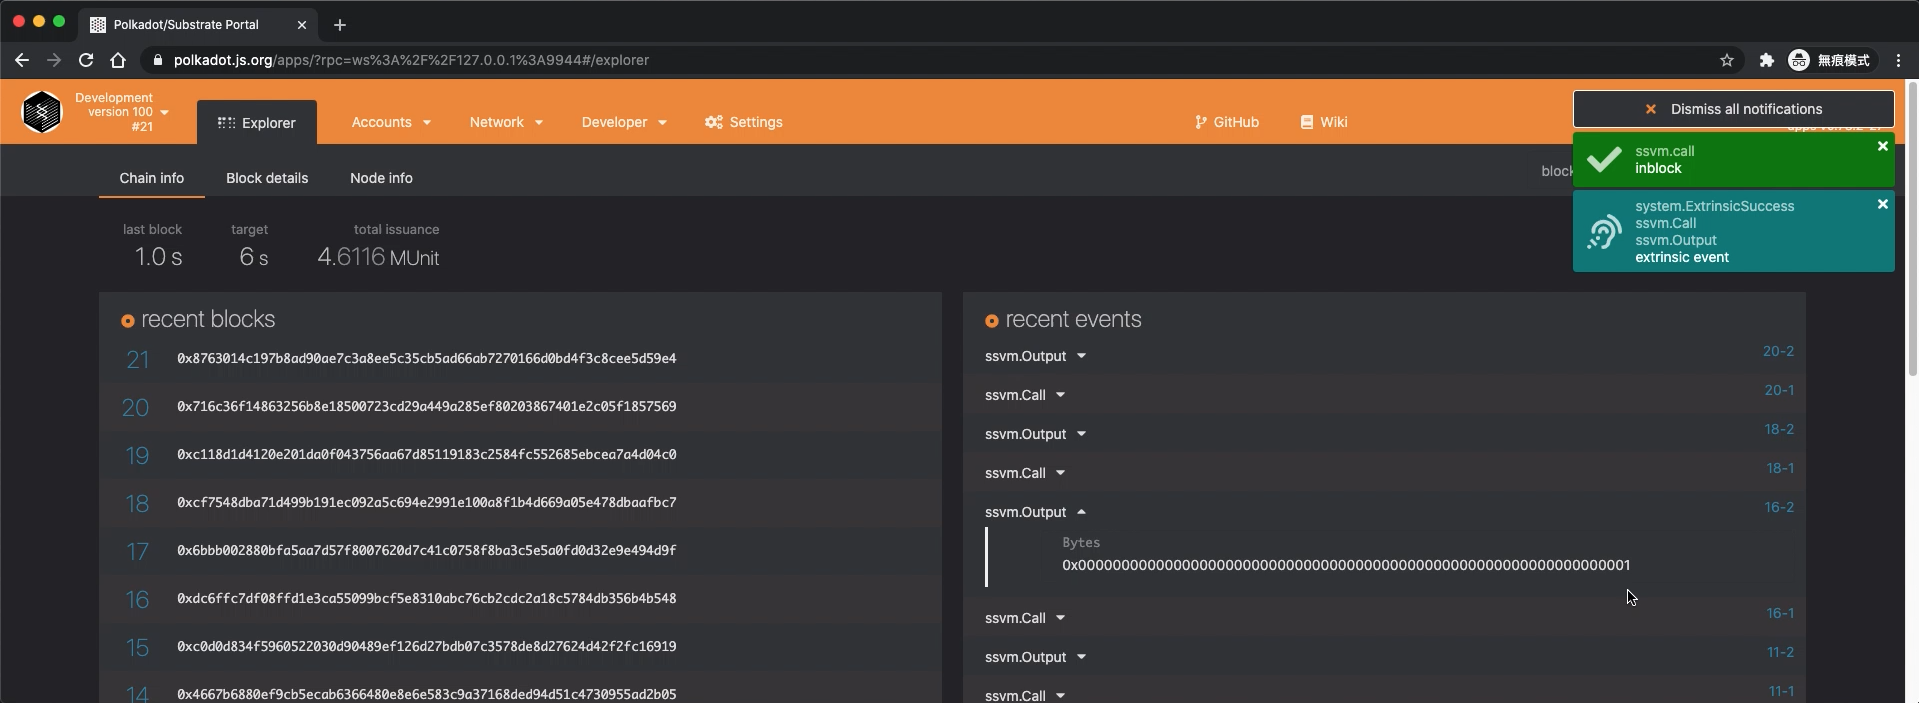 Polkadot/Substrate Portal
polkadot.js.org/apps/?rpc=ws%3A%2F%2F127.0.0.1%3A9944#/explorer
無痕模式
Development
version 100
#21
Explorer
Accounts
Network
Developer
Settings
GitHub
Wiki
Dismiss all notifications
ssvm.call
inblock
system.ExtrinsicSuccess
ssvm.Call
ssvm.Output
extrinsic event
Chain info
Block details
Node info
block
last block
target
total issuance
1.0 s
6 s
4.6116 MUnit
recent blocks
21 0x8763014c197b8ad90ae7c3a8ee5c35cb5ad66ab7270166d0bd4f3c8cee5d59e4
20 0x716c36f14863256b8e18500723cd29a449a285ef80203867401e2c05f1857569
19 0xc118d1d4120e201da0f043756aa67d85119183c2584fc552685ebcea7a4d04c0
18 0xcf7548dba71d499b191ec092a5c694e2991e100a8f1b4d669a05e478dbaafbc7
17 0x6bbb002880bfa5aa7d57f8007620d7c41c0758f8ba3c5e5a0fd0d32e9e494d9f
16 0xdc6ffc7df08ffd1e3ca55099bcf5e8310abc76cb2cdc2a18c5784db356b4b548
15 0xc0d0d834f5960522030d90489ef126d27bdb07c3578de8d27624d42f2fc16919
14 0x4667b6880ef9cb5ecab6366480e8e6e583c9a37168ded94d51c4730955ad2b05
recent events
ssvm.Output 20-2
ssvm.Call 20-1
ssvm.Output 18-2
ssvm.Call 18-1
ssvm.Output 16-2
Bytes
0x0000000000000000000000000000000000000000000000000000000000000001
ssvm.Call 16-1
ssvm.Output 11-2
ssvm.Call 11-1